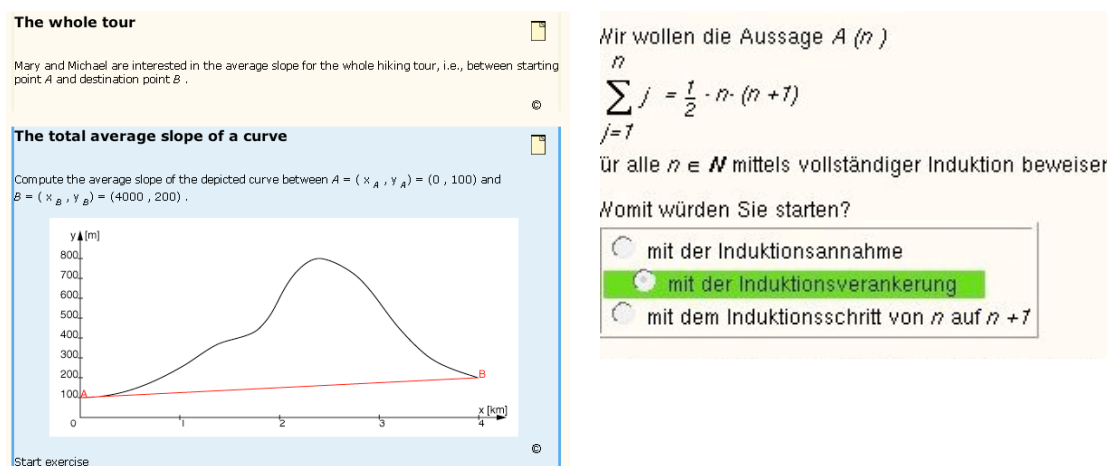 The whole tour
Mary and Michael are interested in the average slope for the whole hiking tour, i.e., between starting
point A and destination point B .
©
The total average slope of a curve
Compute the average slope of the depicted curve between A = ( x A , y A) = (0 , 100) and
B = ( x B , y B) = (4000 , 200) .
y [m]
800
700
600
500
400
300
200
100
A
B
x [km]
0 1 2 3 4
©
Start exercise
Wir wollen die Aussage A (n )
n
∑ j = 1/2 · n· (n +1)
j=1
ür alle n ∈ N mittels vollständiger Induktion beweisen
Womit würden Sie starten?
mit der Induktionsannahme
mit der Induktionsverankerung
mit dem Induktionsschritt von n auf n +1